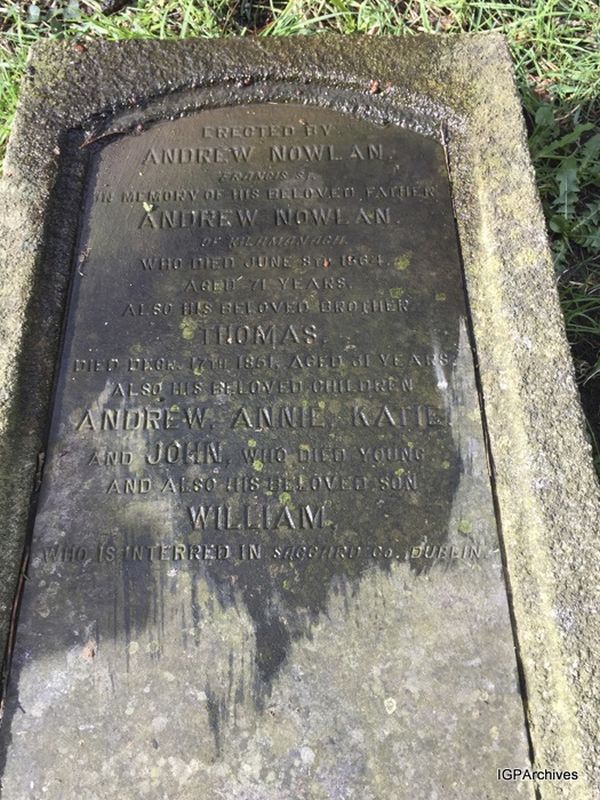 ERECTED BY
ANDREW NOWLAN.
FRANCIS ST.
IN MEMORY OF HIS BELOVED FATHER
ANDREW NOWLAN.
OF
WHO DIED JUNE 8TH 1864.
AGED 71 YEARS.
ALSO HIS BELOVED BROTHER
THOMAS.
DIED DECR. 17TH 1851, AGED 31 YEARS
ALSO HIS BELOVED CHILDREN
ANDREW, ANNIE, KATIE,
AND JOHN, WHO DIED YOUNG
AND ALSO HIS BELOVED SON
WILLIAM,
WHO IS INTERRED IN SAGGARD CO. DUBLIN.
IGPArchives